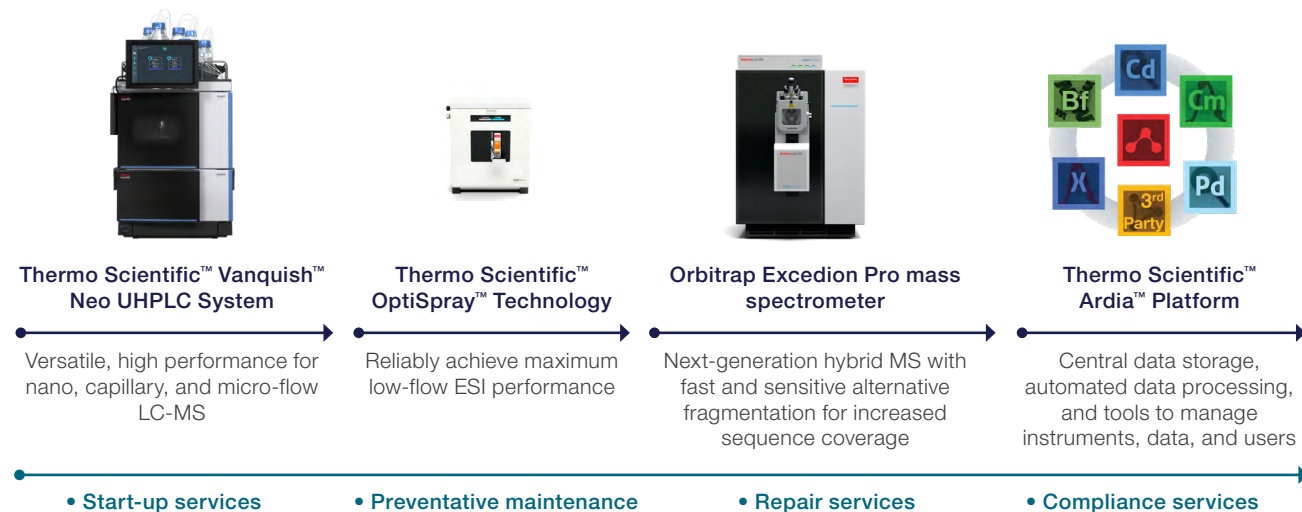 Bf
Cd
Cm
X
3rd
Party
Pd
Thermo Scientific™ Vanquish™
Neo UHPLC System
Thermo Scientific™
OptiSpray™ Technology
Orbitrap Excedion Pro mass
spectrometer
Thermo Scientific™
Ardia™ Platform
Versatile, high performance for
nano, capillary, and micro-flow
LC-MS
Reliably achieve maximum
low-flow ESI performance
Next-generation hybrid MS with
fast and sensitive alternative
fragmentation for increased
sequence coverage
Central data storage,
automated data processing,
and tools to manage
instruments, data, and users
• Start-up services
• Preventative maintenance
• Repair services
• Compliance services